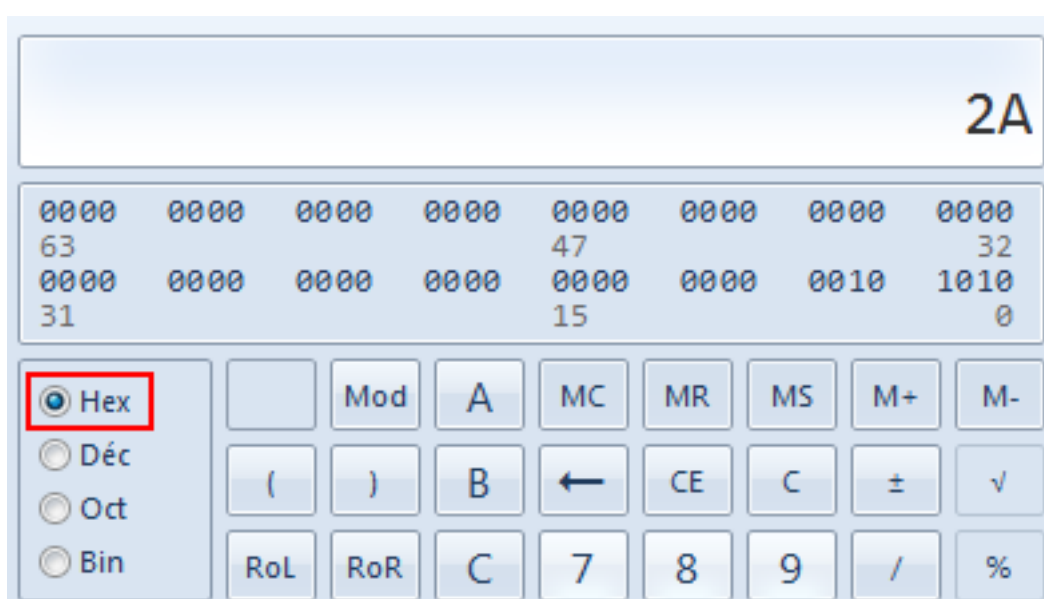 2A
0000 0000 0000 0000 0000 0000 0000 0000
63 47 32
0000 0000 0000 0000 0000 0000 0010 1010
31 15 0
Hex Mod A MC MR MS M+ M-
Déc ( ) B ← CE C ± √
Oct
Bin RoL RoR C 7 8 9 / %